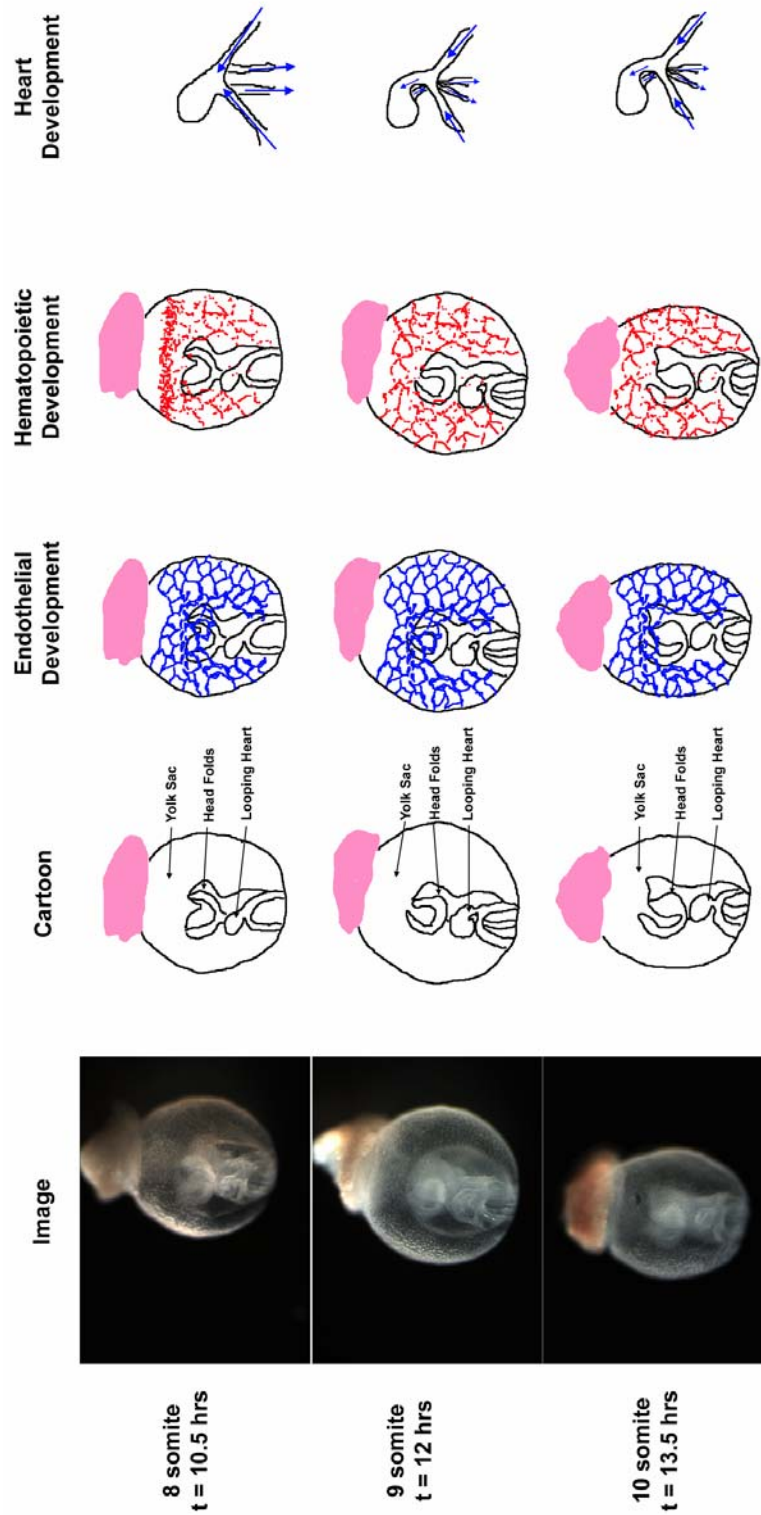 Image
Cartoon
Endothelial
Development
Hematopoietic
Development
Heart
Development
8 somite
t = 10.5 hrs
Yolk Sac
Head Folds
Looping Heart
9 somite
t = 12 hrs
Yolk Sac
Head Folds
Looping Heart
10 somite
t = 13.5 hrs
Yolk Sac
Head Folds
Looping Heart